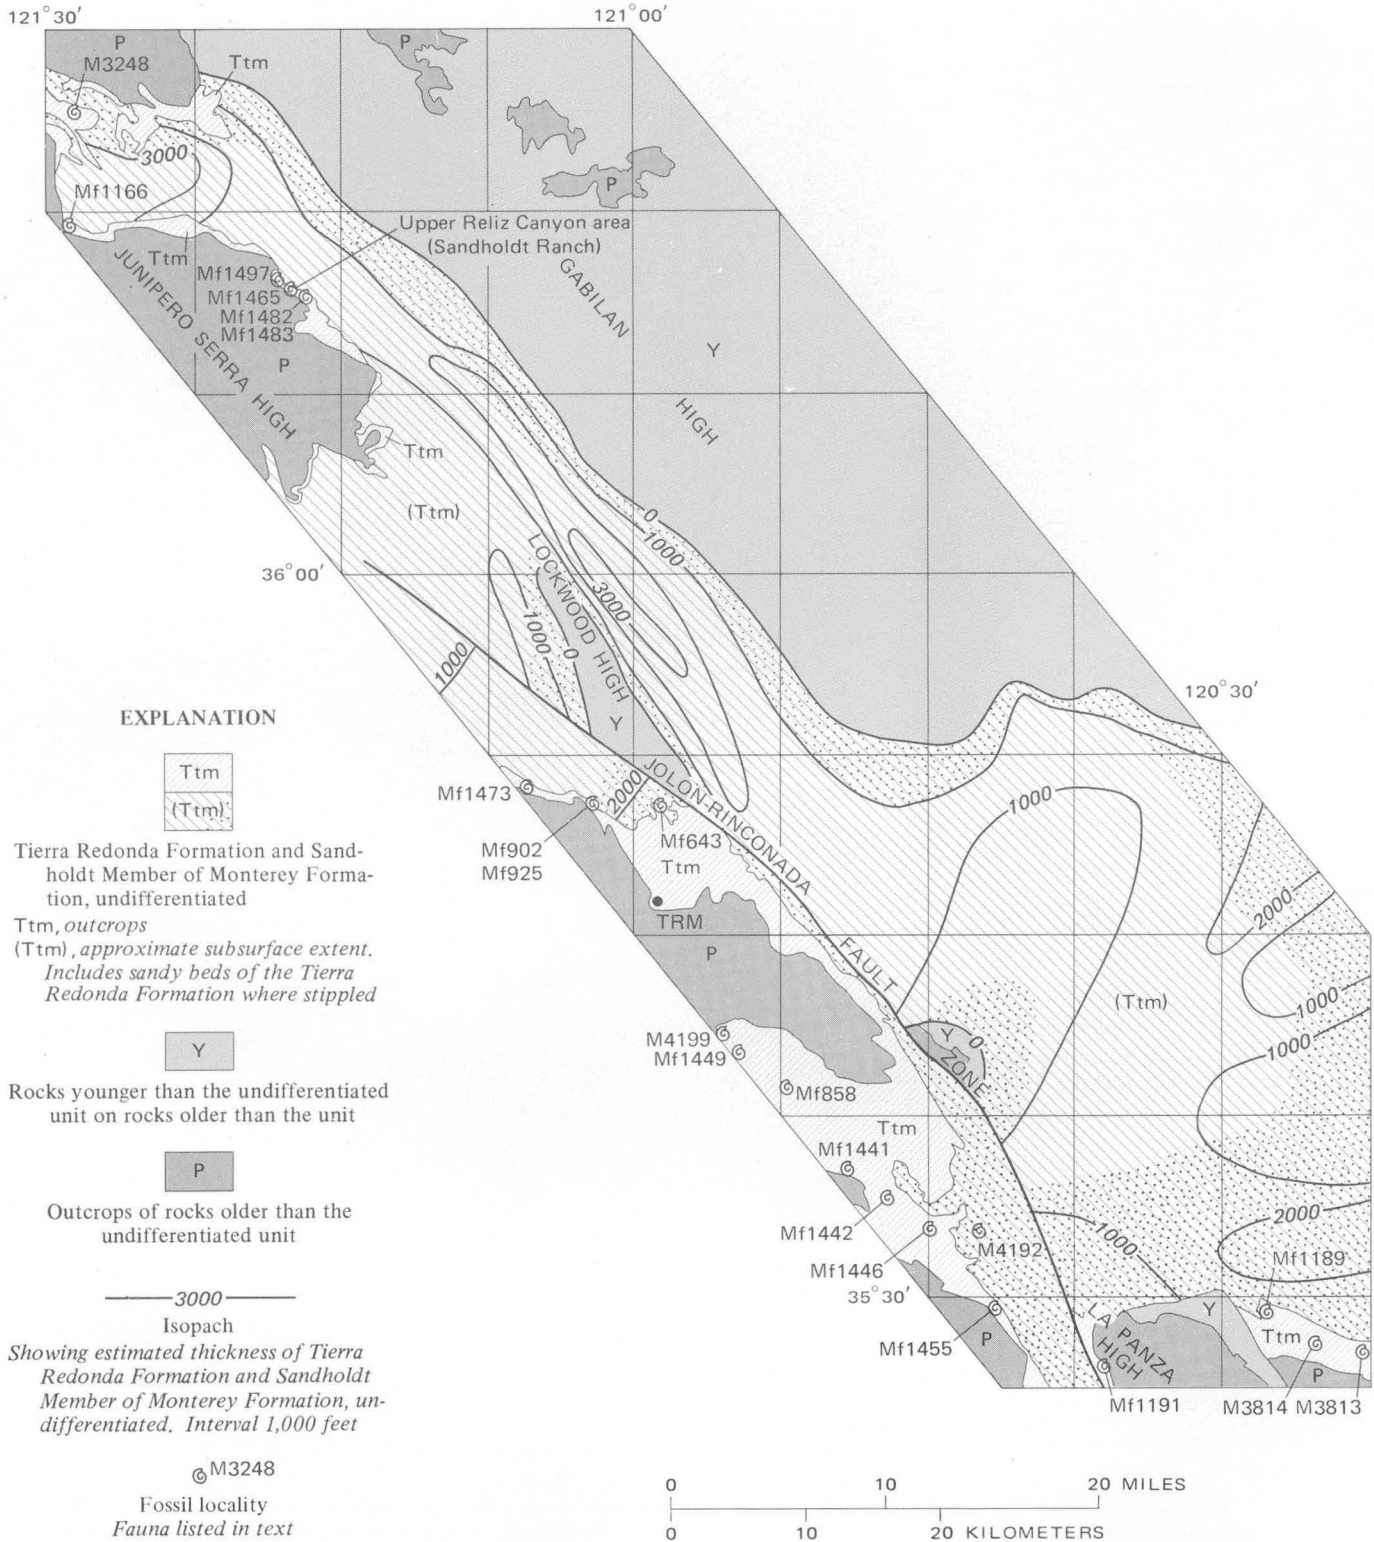 121°30′
121°00′
P
M3248
Ttm
P
3000
P
Mf1166
Upper Reliz Canyon area
(Sandholdt Ranch)
Ttm
JUNIPERO SERRA HIGH
Mf1497
Mf1465
Mf1482
Mf1483
P
GABILAN
HIGH
Y
Ttm
(Ttm)
0
1000
LOCKWOOD HIGH
36°00′
3000
1000
0
1000
Y
120°30′
JOLON-RINCONADA
FAULT
ZONE
Mf1473
2000
Mf902
Mf925
Mf643
Ttm
TRM
P
1000
2000
(Ttm)
1000
1000
Y
0
M4199
Mf1449
Mf858
Ttm
Mf1441
Mf1442
Mf1446
M4192
1000
2000
Mf1189
35°30′
Y
Ttm
LA PANZA
HIGH
Mf1455
P
P
Mf1191
M3814
M3813
EXPLANATION
Ttm
(Ttm)
Tierra Redonda Formation and Sand-
holdt Member of Monterey Forma-
tion, undifferentiated
Ttm, outcrops
(Ttm), approximate subsurface extent.
Includes sandy beds of the Tierra
Redonda Formation where stippled
Y
Rocks younger than the undifferentiated
unit on rocks older than the unit
P
Outcrops of rocks older than the
undifferentiated unit
3000
Isopach
Showing estimated thickness of Tierra
Redonda Formation and Sandholdt
Member of Monterey Formation, un-
differentiated. Interval 1,000 feet
M3248
Fossil locality
Fauna listed in text
0
10
20 MILES
0
10
20 KILOMETERS